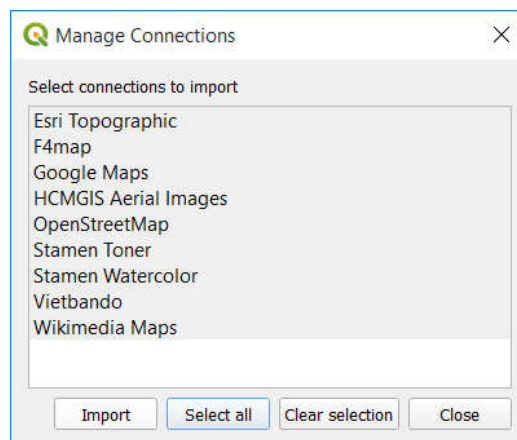 Manage Connections
Select connections to import
Esri Topographic
F4map
Google Maps
HCMGIS Aerial Images
OpenStreetMap
Stamen Toner
Stamen Watercolor
Vietbando
Wikimedia Maps
Import Select all Clear selection Close